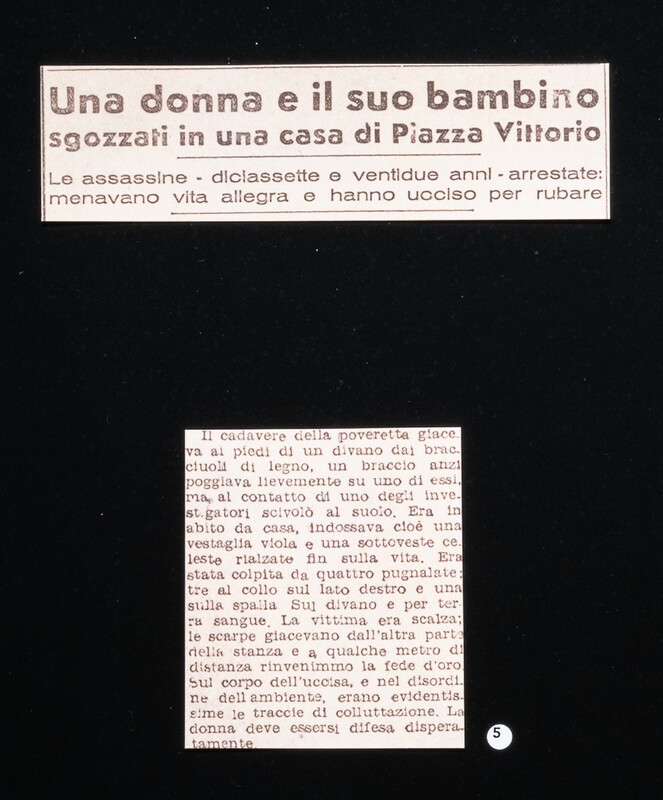 Una donna e il suo bambino
sgozzati in una casa di Piazza Vittorio
Le assassine - diciassette e ventidue anni - arrestate:
menavano vita allegra e hanno ucciso per rubare
Il cadavere della poveretta giace-
va ai piedi di un divano dai brac-
ciuoli di legno, un braccio anzi
poggiava lievemente su uno di essi,
ma, al contatto di uno degli inve-
stigatori scivolò al suolo. Era in
abito da casa, indossava cioè una
vestaglia viola e una sottoveste ce-
leste rialzate fin sulla vita. Era
stata colpita da quattro pugnalate:
tre al collo sul lato destro e una
sulla spalla Sul divano e per ter-
ra sangue. La vittima era scalza;
le scarpe giacevano dall'altra parte
della stanza e a qualche metro di
distanza rinvenimmo la fede d'oro.
Sul corpo dell'uccisa, e nel disordi-
ne dell'ambiente, erano evidentis-
sime le traccie di colluttazione. La
donna deve essersi difesa dispera-
tamente.
5